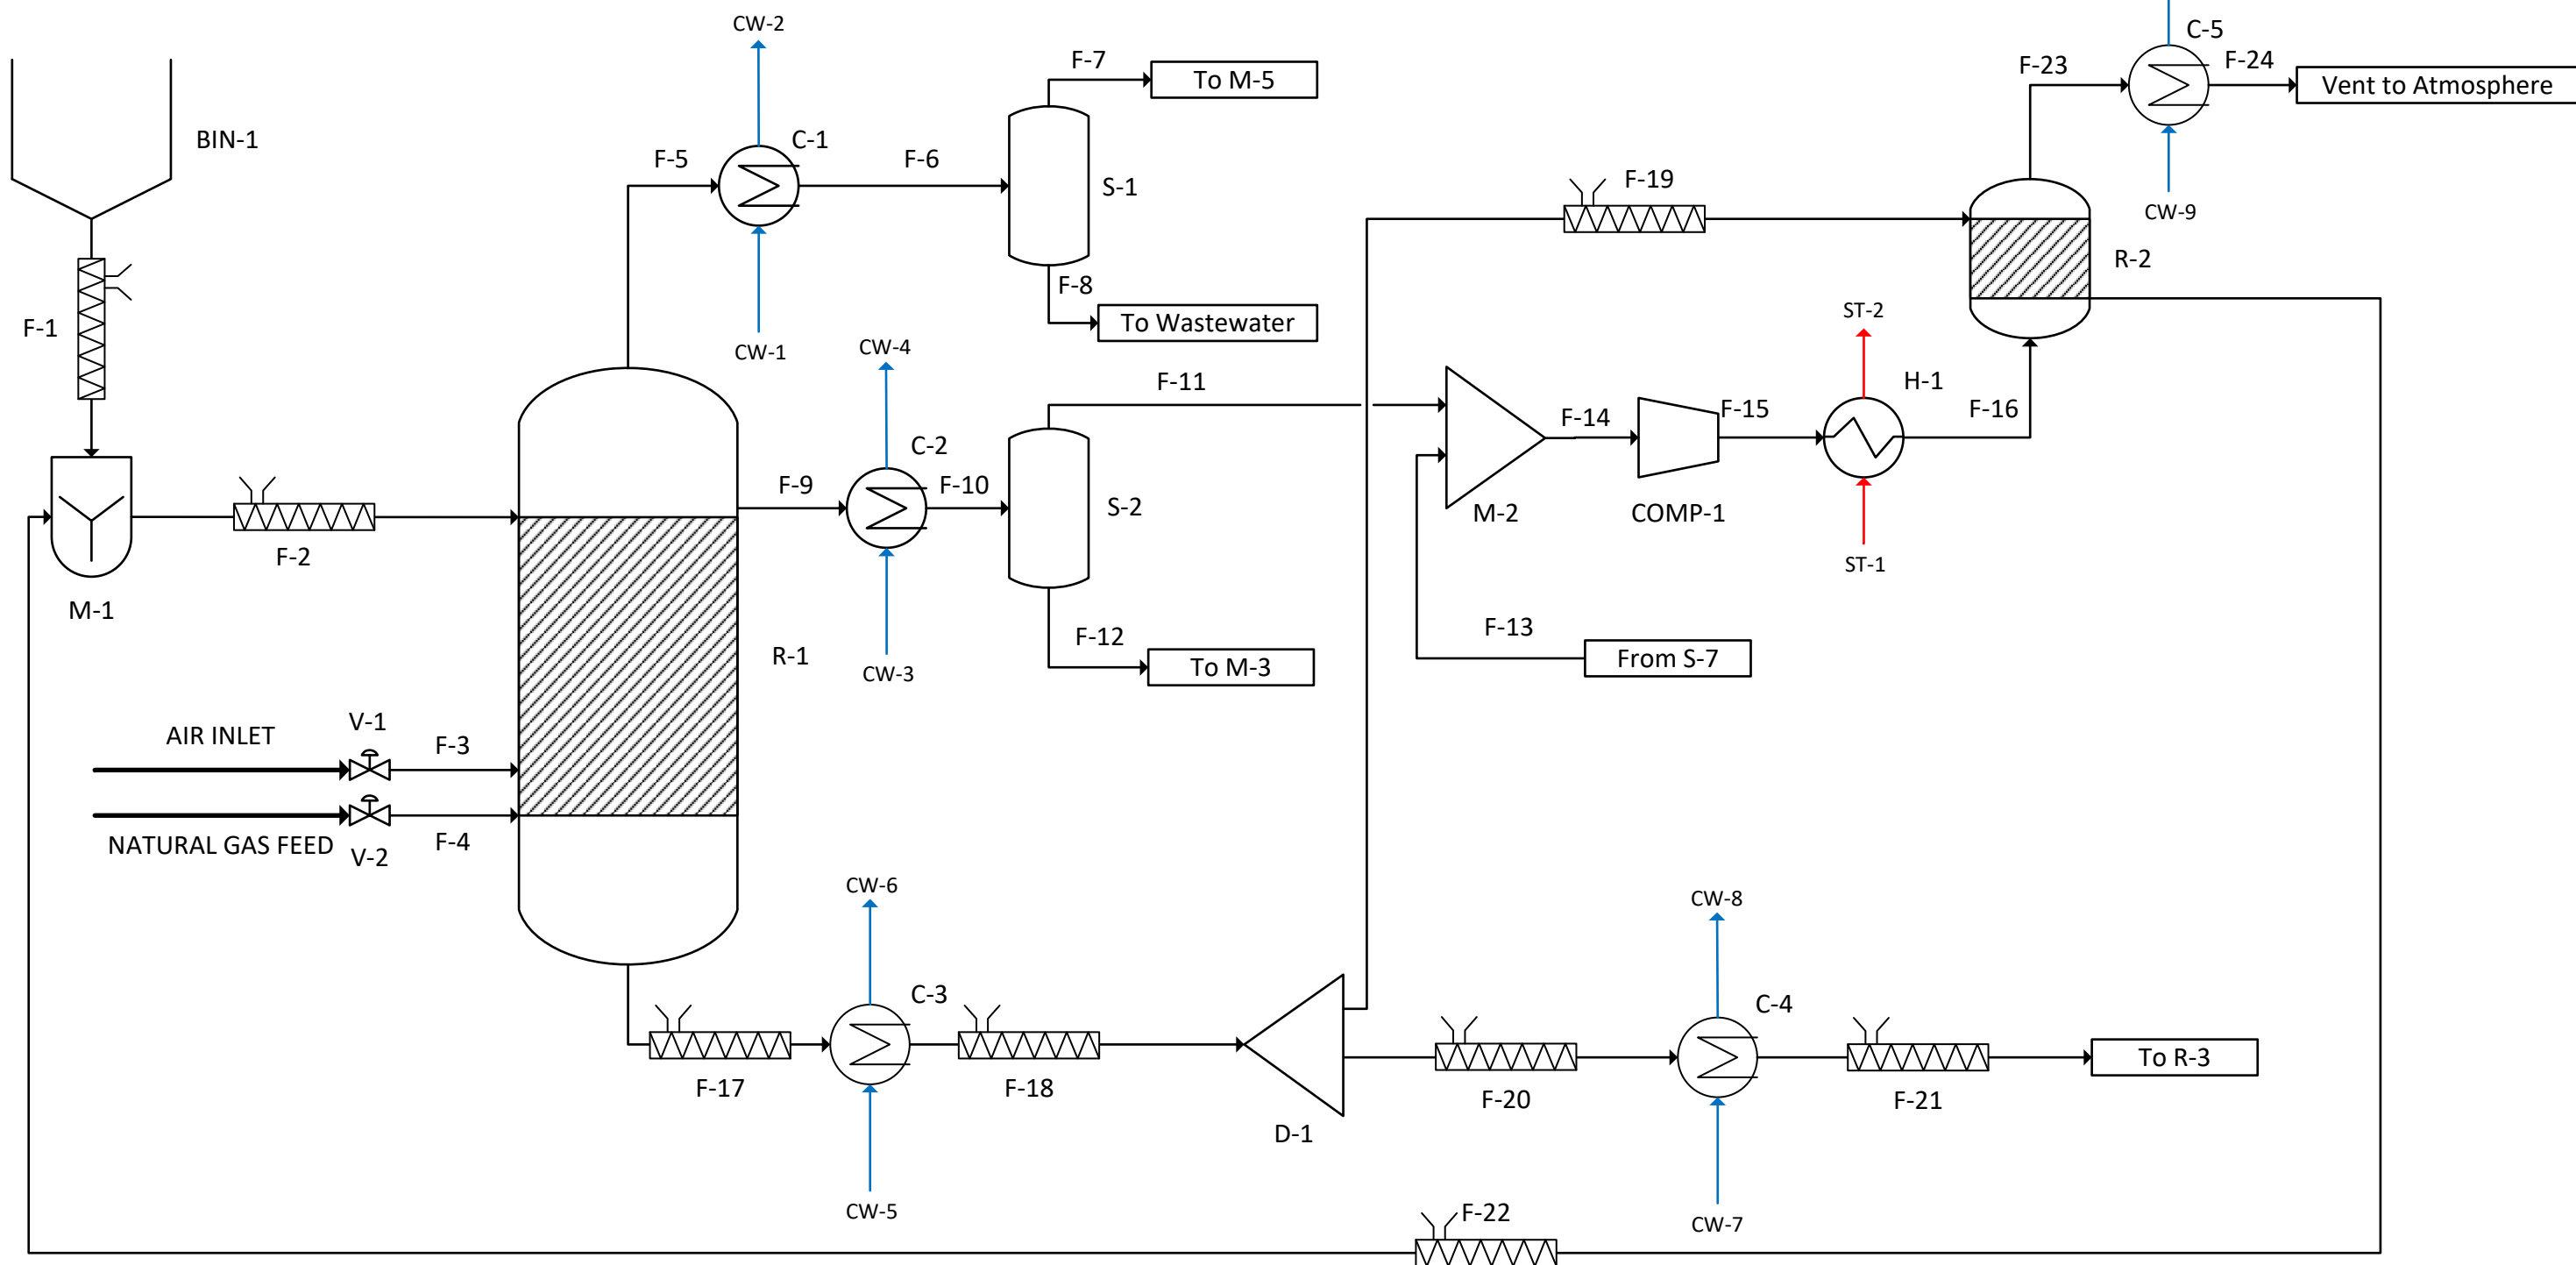 CW-2
C-5
F-7
F-23
F-24
To M-5
Vent to Atmosphere
BIN-1
C-1
F-5
F-6
S-1
F-19
CW-9
R-2
F-8
To Wastewater
F-1
CW-1
CW-4
ST-2
F-11
H-1
F-14
F-15
F-16
C-2
F-9
F-10
S-2
M-2
COMP-1
F-2
ST-1
M-1
F-12
F-13
R-1
To M-3
From S-7
CW-3
V-1
AIR INLET
F-3
NATURAL GAS FEED
V-2
F-4
CW-6
CW-8
C-3
C-4
To R-3
F-17
F-18
F-20
F-21
D-1
CW-5
F-22
CW-7